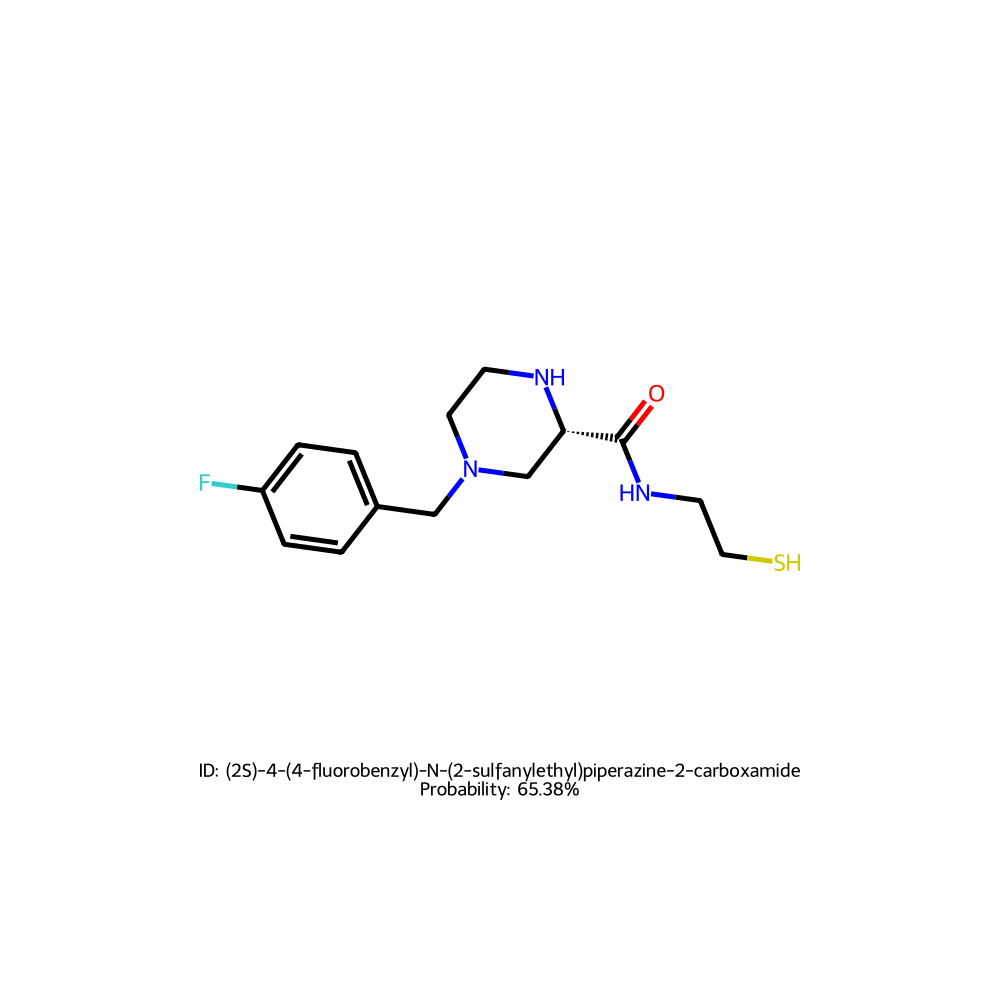 NH
O
F
N
HN
SH
ID: (2S)-4-(4-fluorobenzyl)-N-(2-sulfanylethyl)piperazine-2-carboxamide
Probability: 65.38%